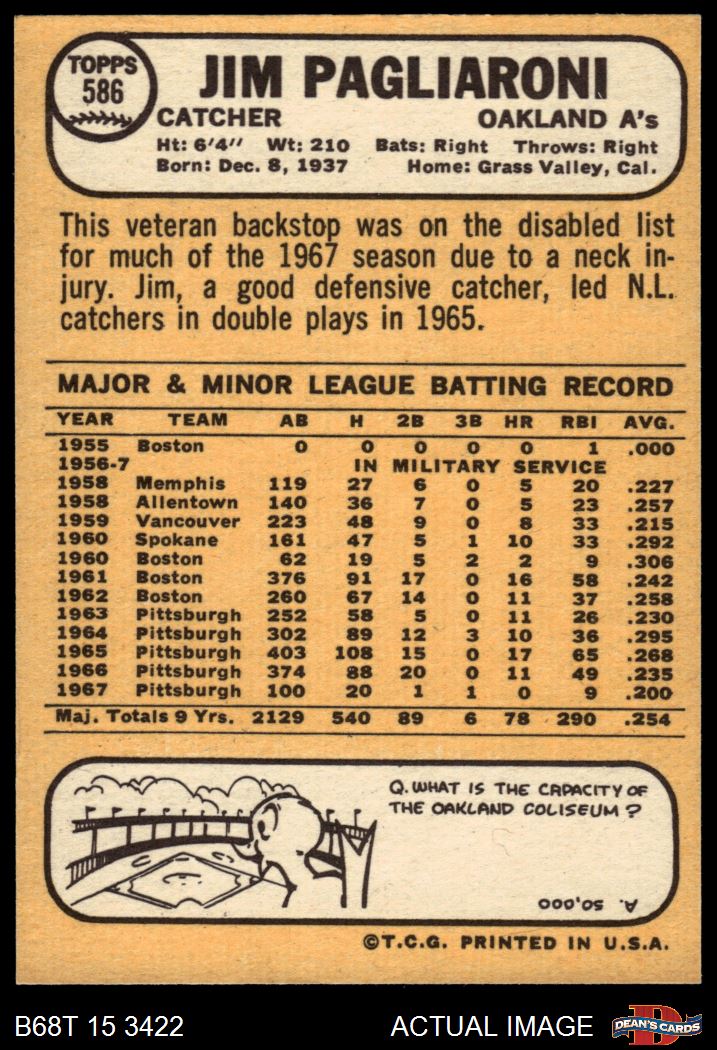 TOPPS
586
JIM PAGLIARONI
CATCHER OAKLAND A's
Ht: 6'4" Wt: 210 Bats: Right Throws: Right
Born: Dec. 8, 1937 Home: Grass Valley, Cal.
This veteran backstop was on the disabled list
for much of the 1967 season due to a neck in-
jury. Jim, a good defensive catcher, led N.L.
catchers in double plays in 1965.
MAJOR & MINOR LEAGUE BATTING RECORD
YEAR TEAM AB H 2B 3B HR RBI AVG.
1955 Boston 0 0 0 0 0 1 .000
1956-7 IN MILITARY SERVICE
1958 Memphis 119 27 6 0 5 20 .227
1958 Allentown 140 36 7 0 5 23 .257
1959 Vancouver 223 48 9 0 8 33 .215
1960 Spokane 161 47 5 1 10 33 .292
1960 Boston 62 19 5 2 2 9 .306
1961 Boston 376 91 17 0 16 58 .242
1962 Boston 260 67 14 0 11 37 .258
1963 Pittsburgh 252 58 5 0 11 26 .230
1964 Pittsburgh 302 89 12 3 10 36 .295
1965 Pittsburgh 403 108 15 0 17 65 .268
1966 Pittsburgh 374 88 20 0 11 49 .235
1967 Pittsburgh 100 20 1 1 0 9 .200
Maj. Totals 9 Yrs. 2129 540 89 6 78 290 .254
Q. WHAT IS THE CAPACITY OF
THE OAKLAND COLISEUM ?
A. 50,000
©T.C.G. PRINTED IN U.S.A.
B68T 15 3422 ACTUAL IMAGE
D
DEAN'S CARDS